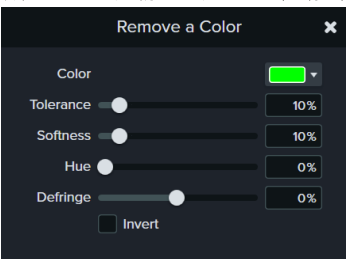 Remove a Color
Color
Tolerance 10%
Softness 10%
Hue 0%
Defringe 0%
Invert